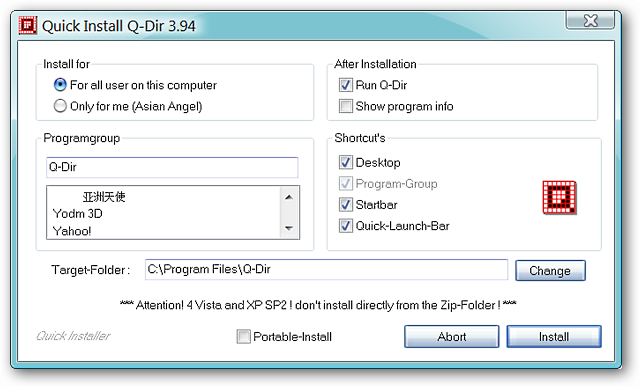 Quick Install Q-Dir 3.94
Install for
For all user on this computer
Only for me (Asian Angel)
After Installation
Run Q-Dir
Show program info
Programgroup
Q-Dir
亚洲天使
Yodm 3D
Yahoo!
Shortcut's
Desktop
Program-Group
Startbar
Quick-Launch-Bar
Target-Folder :
C:\Program Files\Q-Dir
Change
*** Attention! 4 Vista and XP SP2 ! don't install directly from the Zip-Folder ! ***
Quick Installer
Portable-Install
Abort
Install